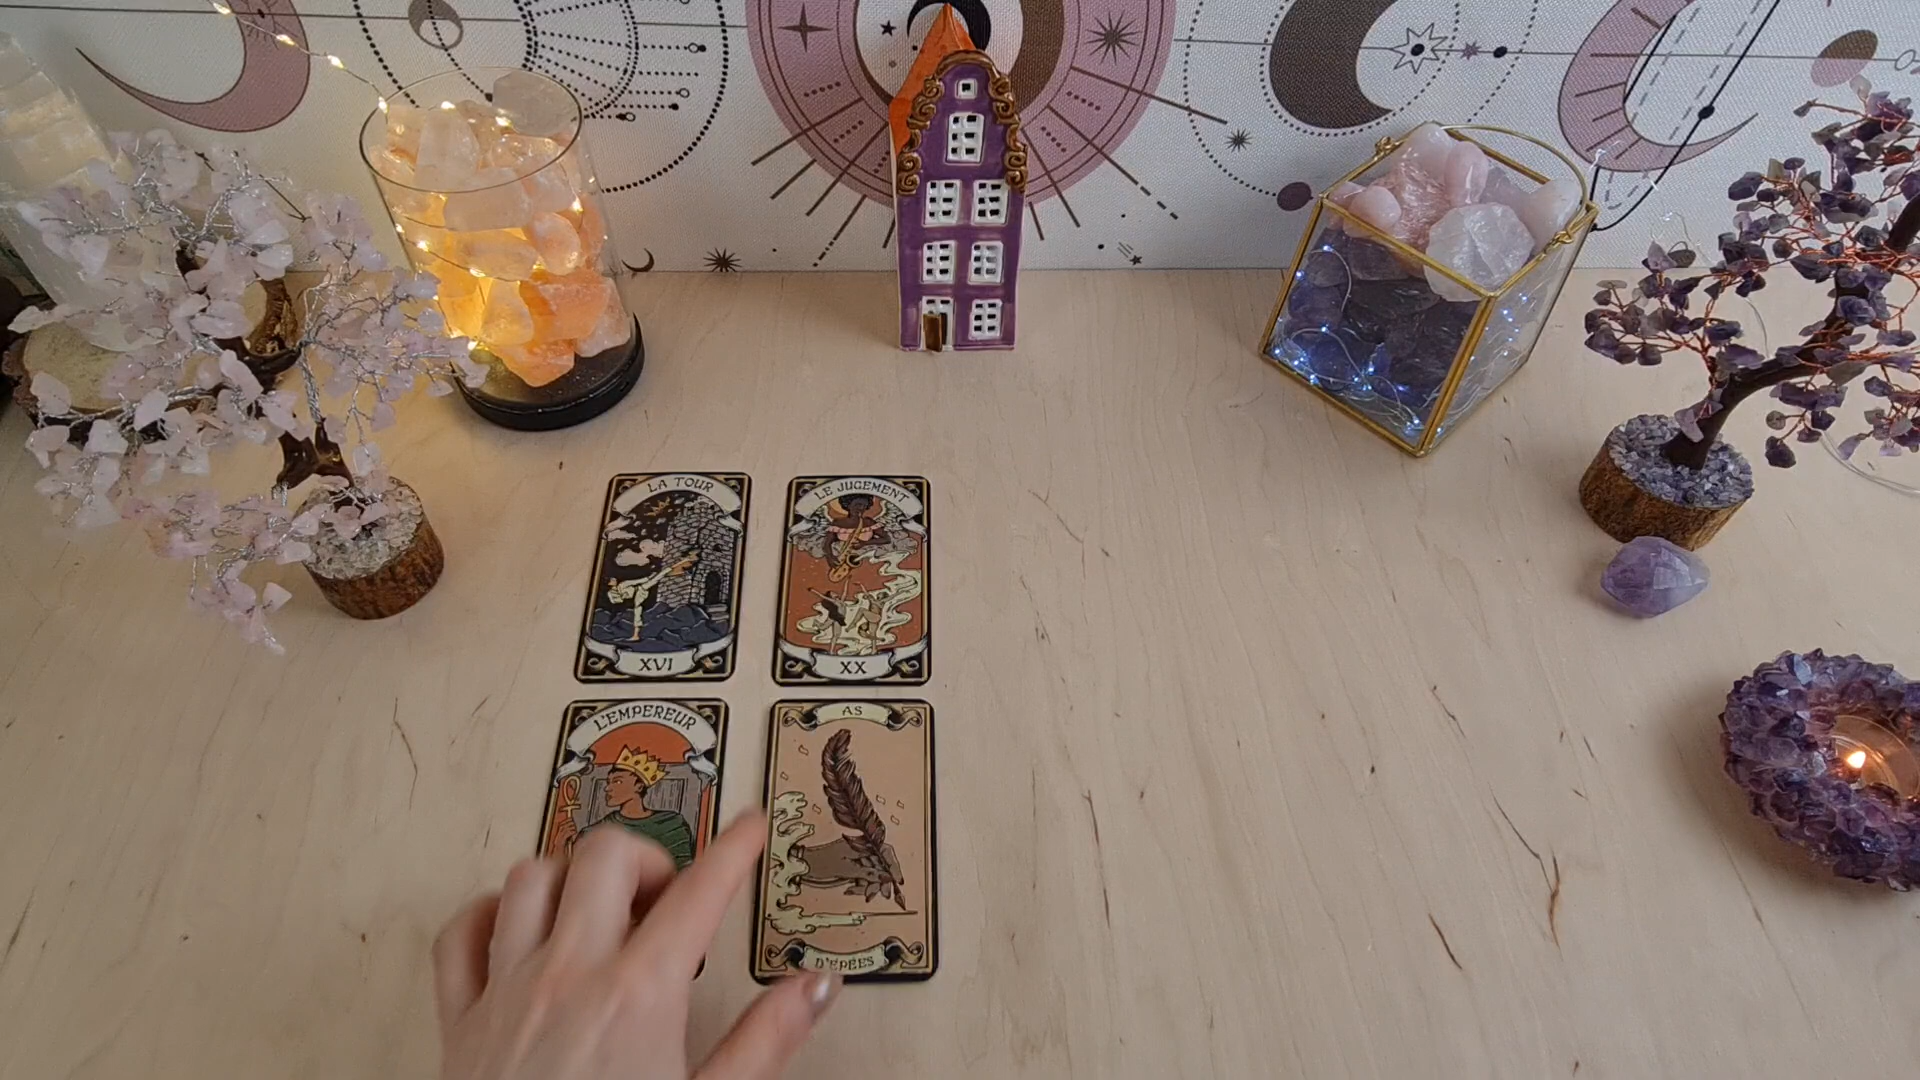 LA TOUR
XVI
LE JUGEMENT
XX
L'EMPEREUR
AS
D'ÉPÉES